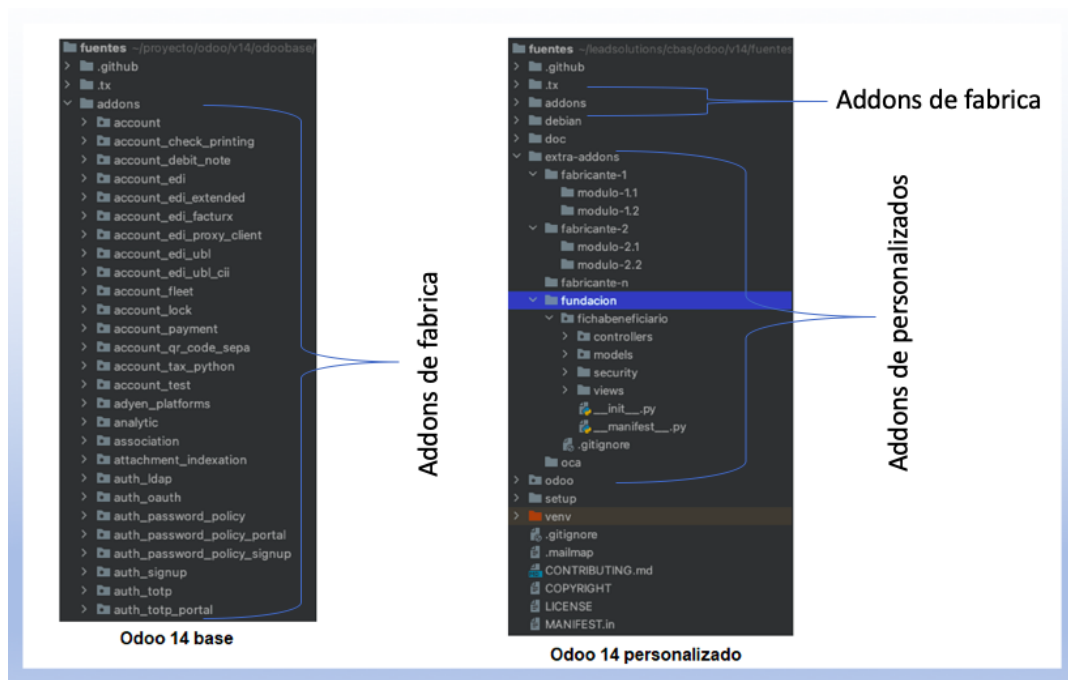 fuentes ~/proyecto/odoo/v14/odoobase/
.github
.tx
addons
account
account_check_printing
account_debit_note
account_edi
account_edi_extended
account_edi_facturx
account_edi_proxy_client
account_edi_ubl
account_edi_ubl_cii
account_fleet
account_lock
account_payment
account_qr_code_sepa
account_tax_python
account_test
adyen_platforms
analytic
association
attachment_indexation
auth_ldap
auth_oauth
auth_password_policy
auth_password_policy_portal
auth_password_policy_signup
auth_signup
auth_totp
auth_totp_portal
Addons de fabrica
Odoo 14 base
fuentes ~/leadsolutions/cbas/odoo/v14/fuentes
.github
.tx
addons
debian
doc
extra-addons
fabricante-1
modulo-1.1
modulo-1.2
fabricante-2
modulo-2.1
modulo-2.2
fabricante-n
fundacion
fichabeneficiario
controllers
models
security
views
__init__.py
__manifest__.py
.gitignore
oca
odoo
setup
venv
.gitignore
.mailmap
CONTRIBUTING.md
COPYRIGHT
LICENSE
MANIFEST.in
Addons de fabrica
Addons de personalizados
Odoo 14 personalizado